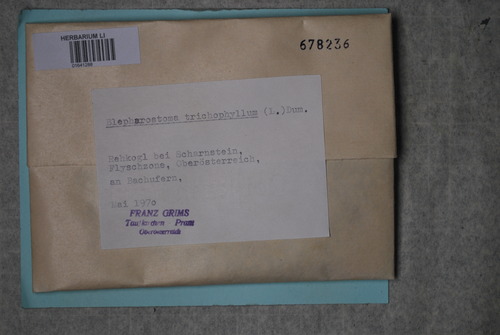 HERBARIUM LI
678236
Blepharostoma trichophyllum (L.)Dum.
Hehkogl bei Scharnstein,
Flyschzone, Oberösterreich,
an Bachufern,
Mai 1970
FRANZ GRIMS
Taufkirchen Pram
Oberösterreich